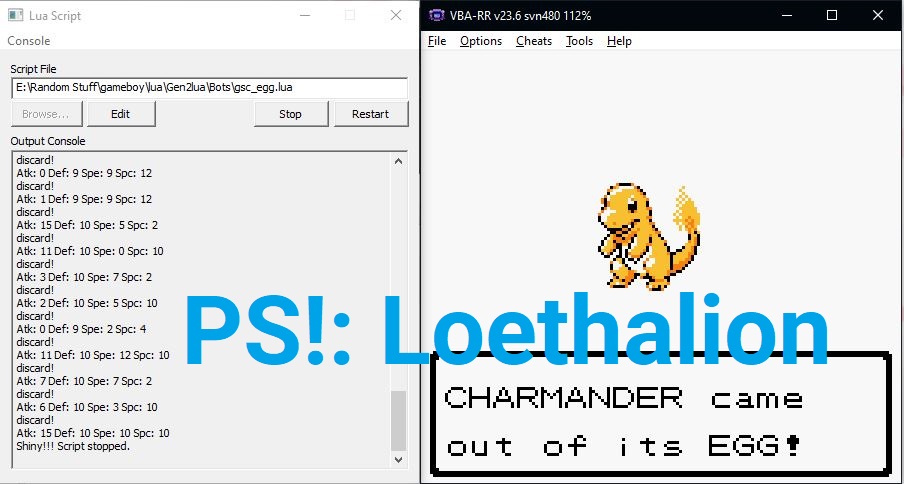 Lua Script
Console
Script File
E:\Random Stuff\gameboy\lua\Gen2lua\Bots\gsc_egg.lua
Browse...
Edit
Stop
Restart
Output Console
discard!
Atk: 0 Def: 9 Spe: 9 Spc: 12
discard!
Atk: 1 Def: 9 Spe: 9 Spc: 12
discard!
Atk: 15 Def: 10 Spe: 5 Spc: 2
discard!
Atk: 11 Def: 10 Spe: 0 Spc: 10
discard!
Atk: 3 Def: 10 Spe: 7 Spc: 2
discard!
Atk: 2 Def: 10 Spe: 5 Spc: 10
discard!
Atk: 0 Def: 9 Spe: 2 Spc: 4
discard!
Atk: 11 Def: 10 Spe: 12 Spc: 10
discard!
Atk: 7 Def: 10 Spe: 7 Spc: 2
discard!
Atk: 6 Def: 10 Spe: 3 Spc: 10
discard!
Atk: 15 Def: 10 Spe: 10 Spc: 10
Shiny!!! Script stopped.
VBA-RR v23.6 svn480 112%
File Options Cheats Tools Help
PS!: Loethalion
CHARMANDER came
out of its EGG!